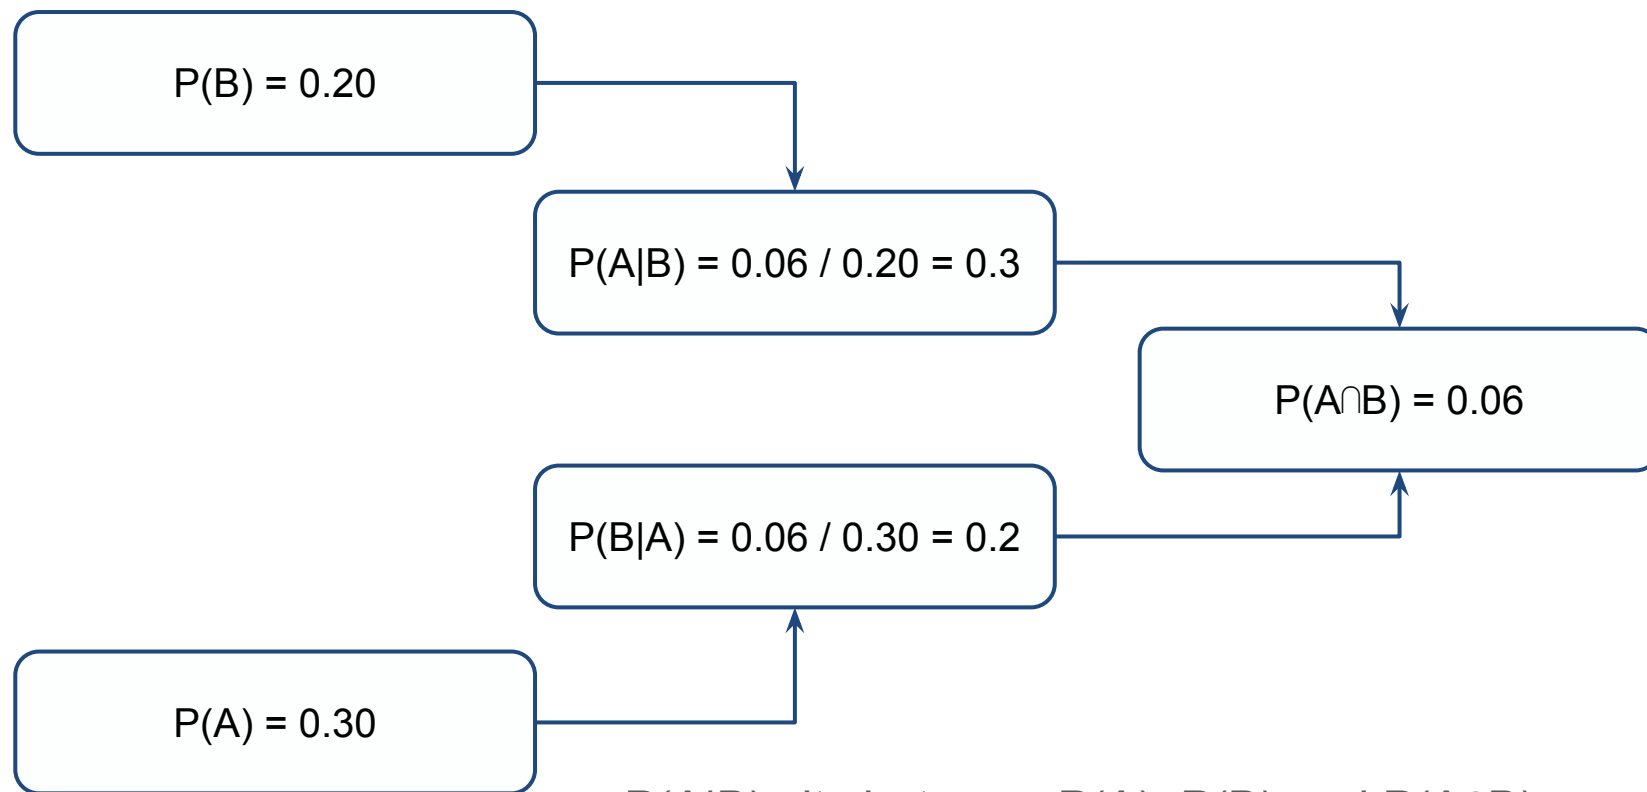 P(B) = 0.20
P(A|B) = 0.06 / 0.20 = 0.3
P(A∩B) = 0.06
P(B|A) = 0.06 / 0.30 = 0.2
P(A) = 0.30